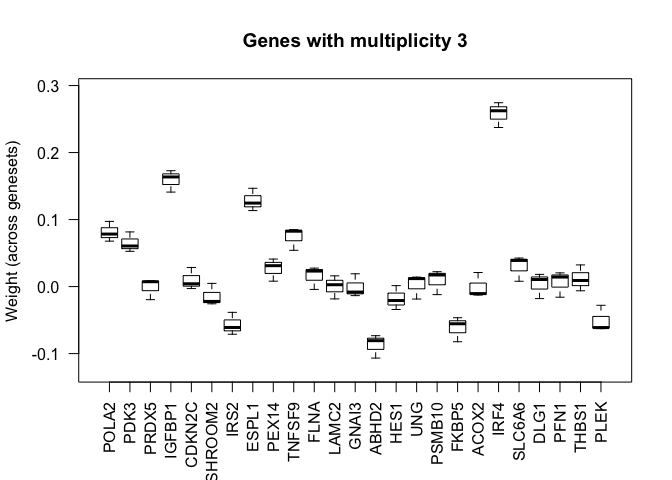 Genes with multiplicity 3
Weight (across genesets)
0.3
0.2
0.1
0.0
-0.1
POLA2
PDK3
PRDX5
IGFBP1
CDKN2C
SHROOM2
IRS2
ESPL1
PEX14
TNFSF9
FLNA
LAMC2
GNAI3
ABHD2
HES1
UNG
PSMB10
FKBP5
ACOX2
IRF4
SLC6A6
DLG1
PFN1
THBS1
PLEK